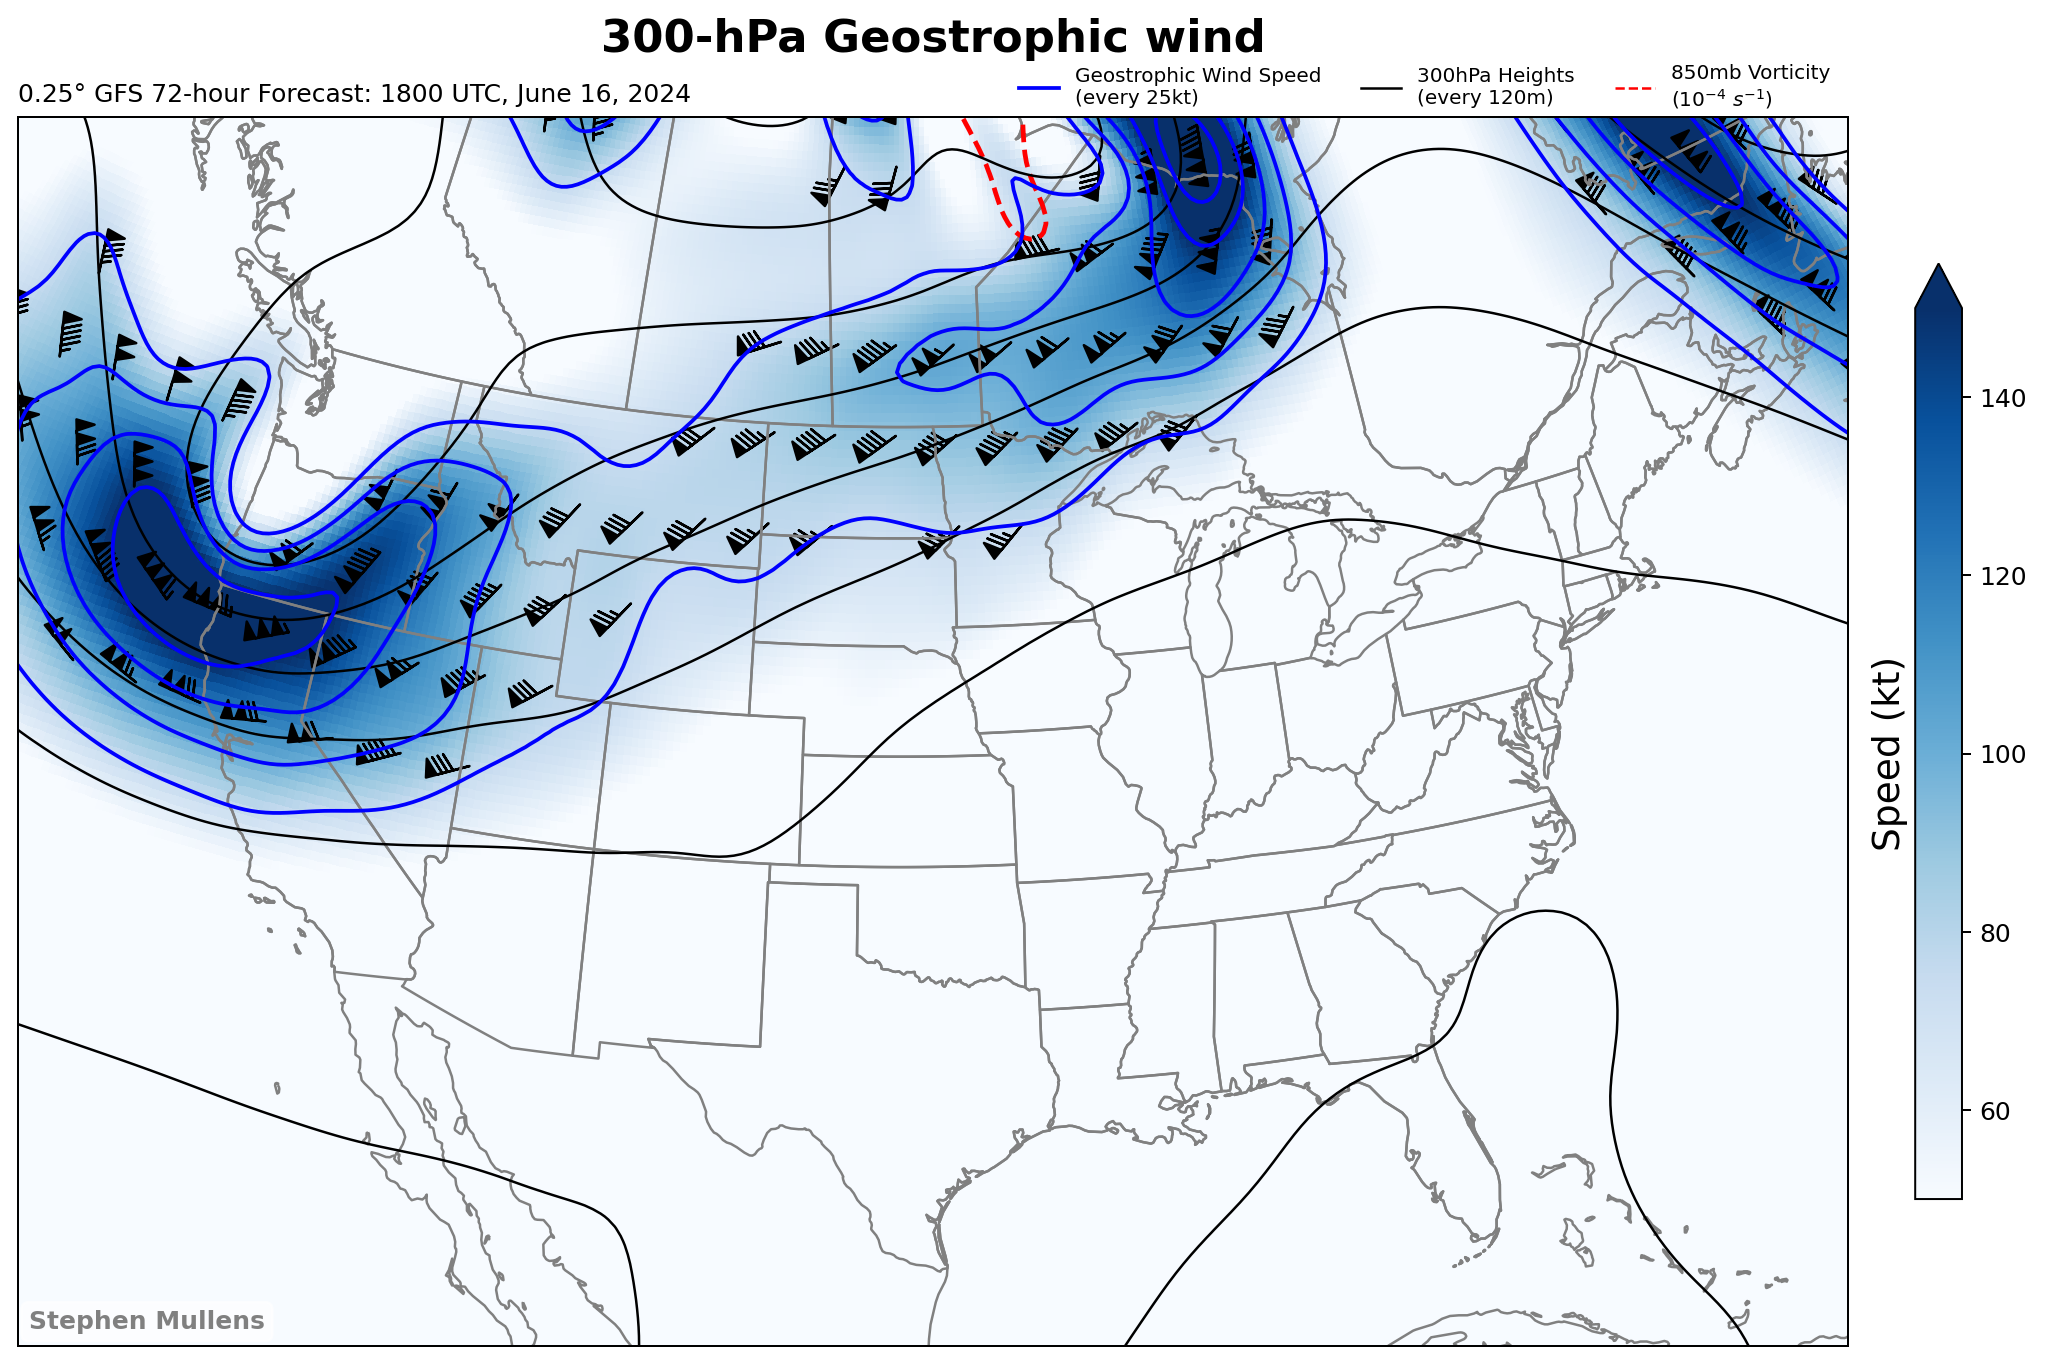 300-hPa Geostrophic wind
0.25° GFS 72-hour Forecast: 1800 UTC, June 16, 2024
Geostrophic Wind Speed
(every 25kt)
300hPa Heights
(every 120m)
850mb Vorticity
(10⁻⁴ s⁻¹)
140
120
100
80
60
Speed (kt)
Stephen Mullens